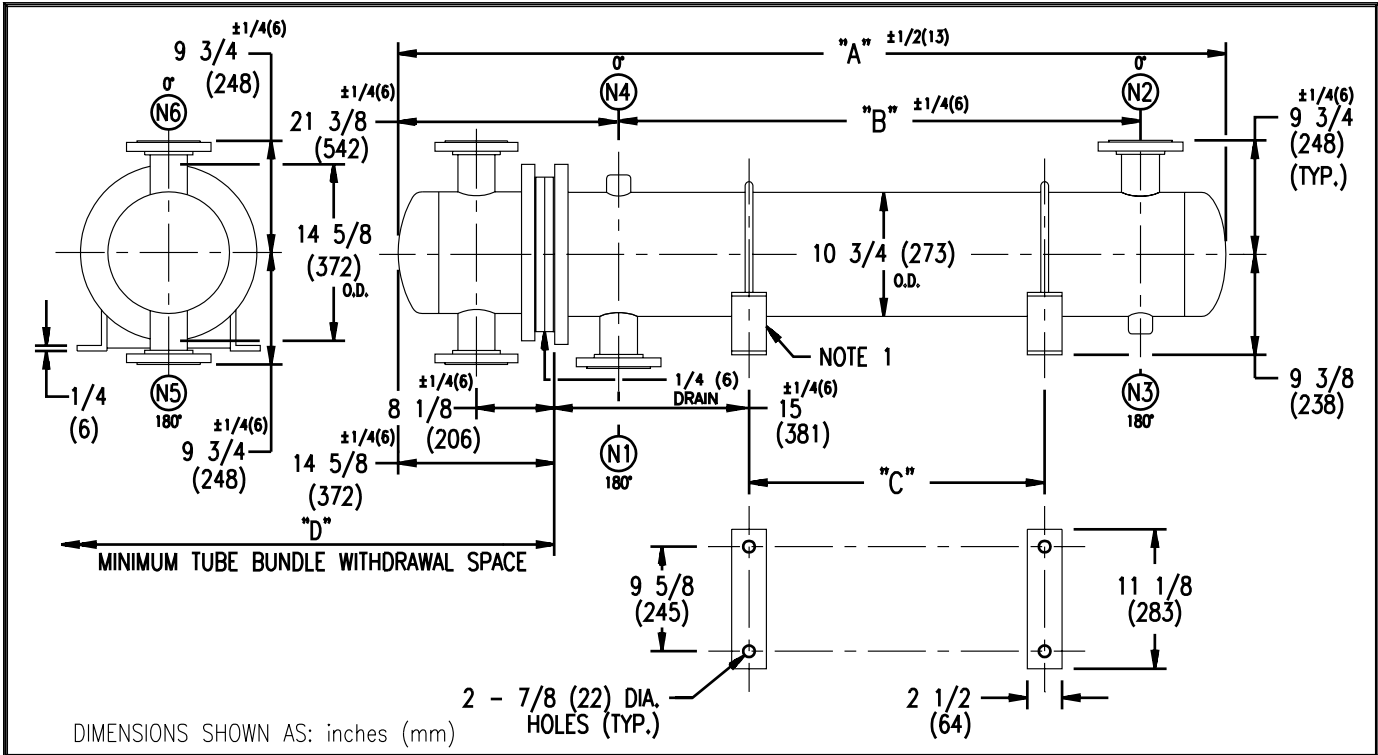 ±1/4(6)
9 3/4
(248)
0°
N6
14 5/8
(372)
O.D.
1/4
(6)
N5
180°
±1/4(6)
9 3/4
(248)
"A" ±1/2(13)
±1/4(6)
21 3/8
(542)
0°
N4
"B" ±1/4(6)
0°
N2
±1/4(6)
9 3/4
(248)
(TYP.)
10 3/4 (273)
O.D.
NOTE 1
1/4 (6)
DRAIN
±1/4(6)
8 1/8
(206)
±1/4(6)
15
(381)
N3
180°
9 3/8
(238)
±1/4(6)
14 5/8
(372)
N1
180°
"C"
"D"
MINIMUM TUBE BUNDLE WITHDRAWAL SPACE
9 5/8
(245)
11 1/8
(283)
2 - 7/8 (22) DIA.
HOLES (TYP.)
2 1/2
(64)
DIMENSIONS SHOWN AS: inches (mm)